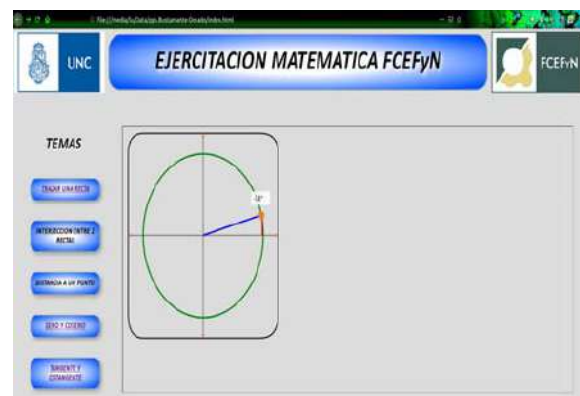 UNC
EJERCITACION MATEMATICA FCEFyN
FCEFyN
TEMAS
TRAZAR UNA RECTA
INTERSECCION ENTRE 2
RECTAS
DISTANCIA A UN PUNTO
SENO Y COSENO
TANGENTE Y
COTANGENTE